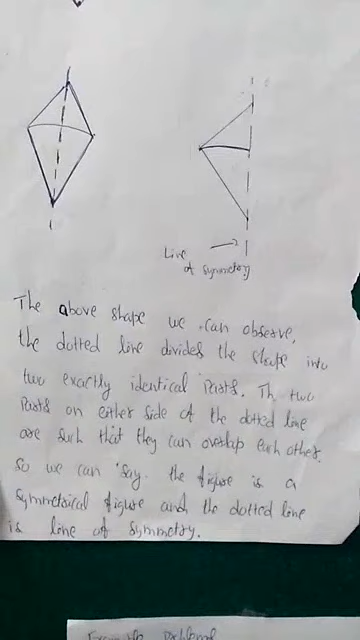 Line
of symmetry
The above shape we can observe,
the dotted line divides the shape into
two exactly identical Parts. Th two
Parts on either side of the dotted line
are such that they can overlap each other.
So we can say. the figure is a
Symmetrical figure and the dotted line
is line of symmetry.